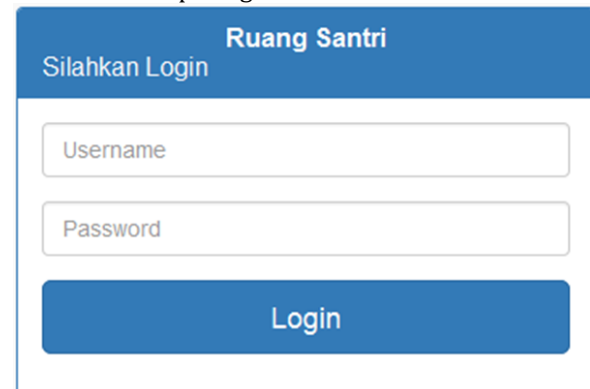 Ruang Santri
Silahkan Login
Username
Password
Login